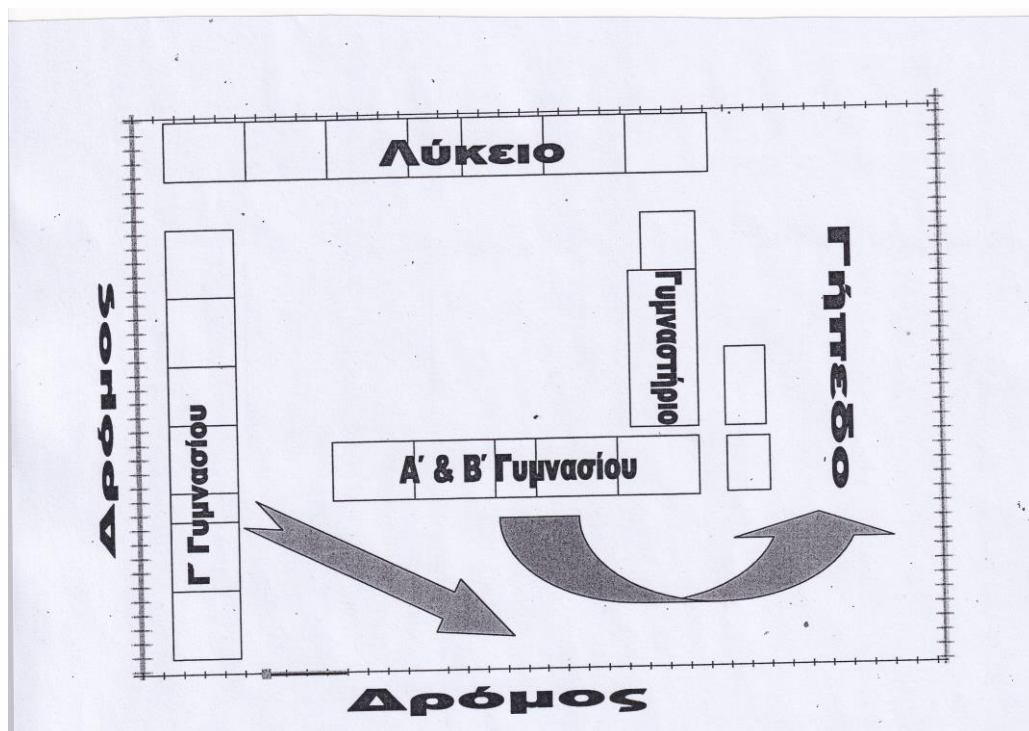 Λύκειο
Γήπεδο
Γυμναστήριο
Δρόμος
Γ΄ Γυμνασίου
Α΄ & Β΄ Γυμνασίου
Δρόμος